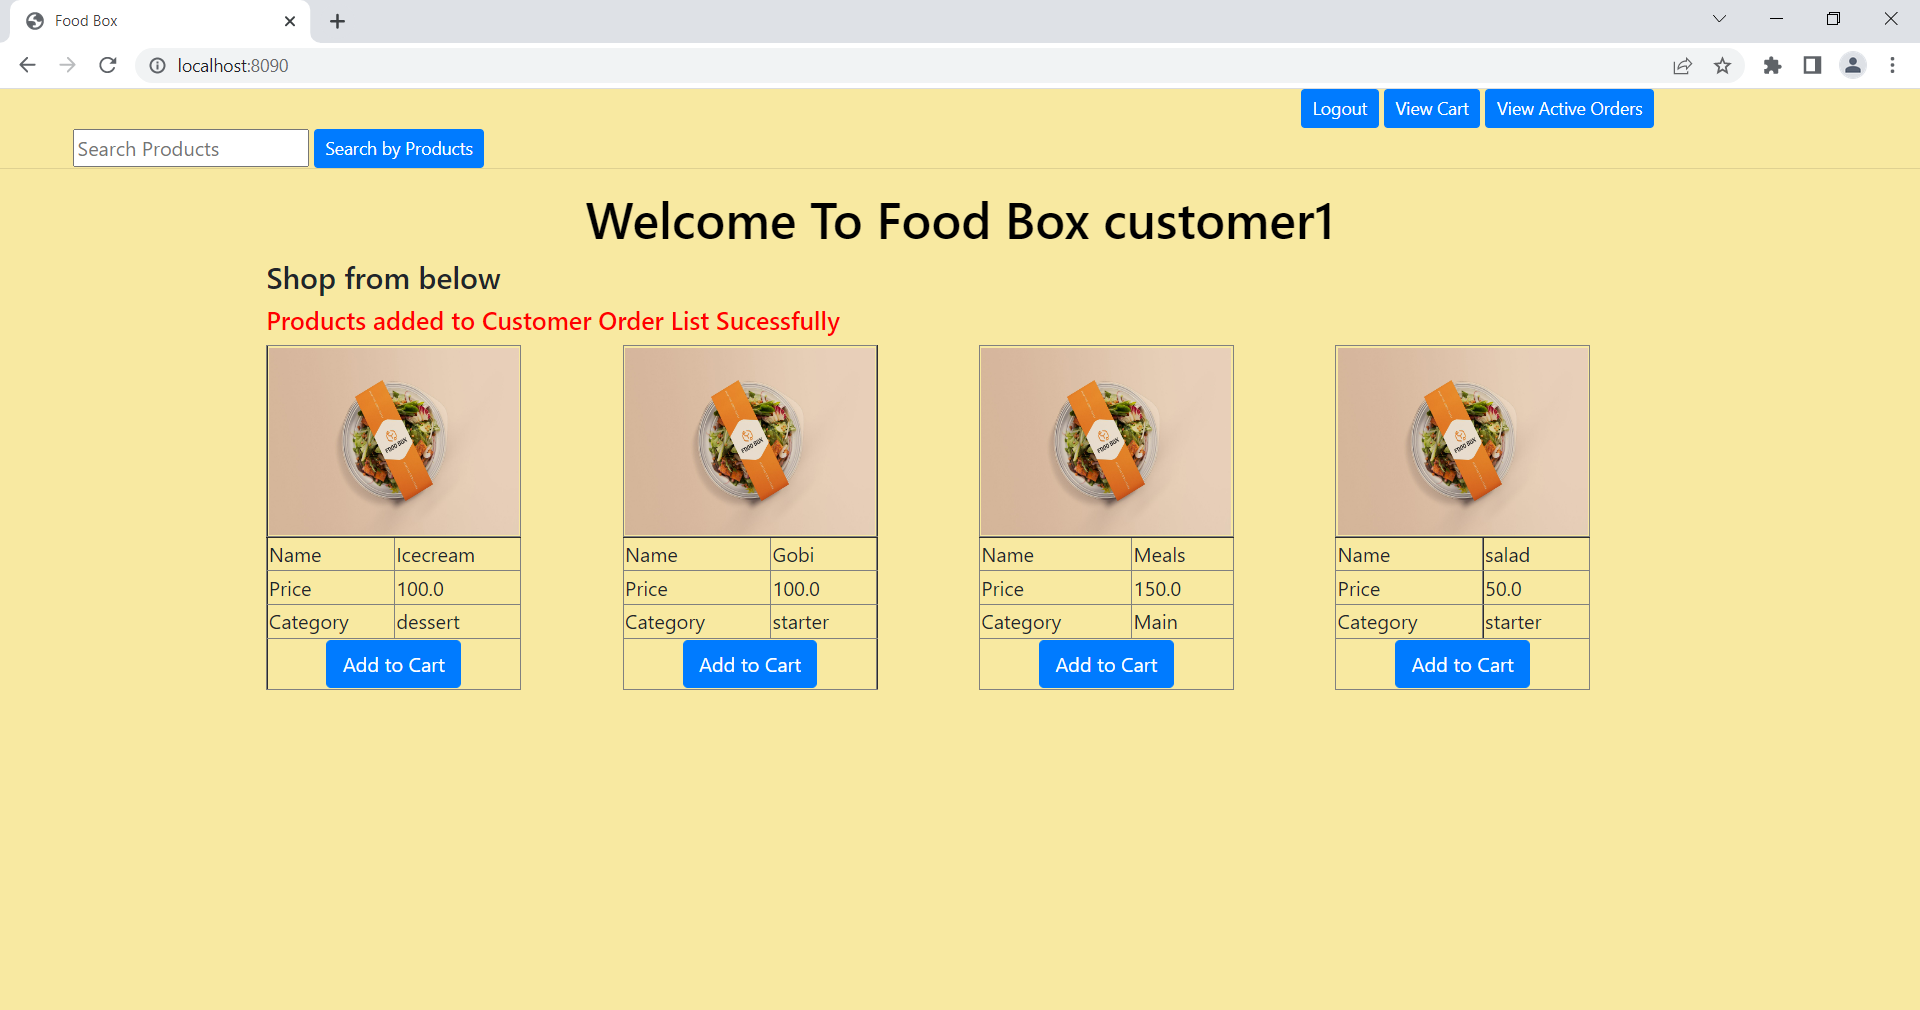 Food Box
localhost:8090
Logout View Cart View Active Orders
Search Products Search by Products
Welcome To Food Box customer1
Shop from below
Products added to Customer Order List Sucessfully
Name Icecream
Price 100.0
Category dessert
Add to Cart
Name Gobi
Price 100.0
Category starter
Add to Cart
Name Meals
Price 150.0
Category Main
Add to Cart
Name salad
Price 50.0
Category starter
Add to Cart